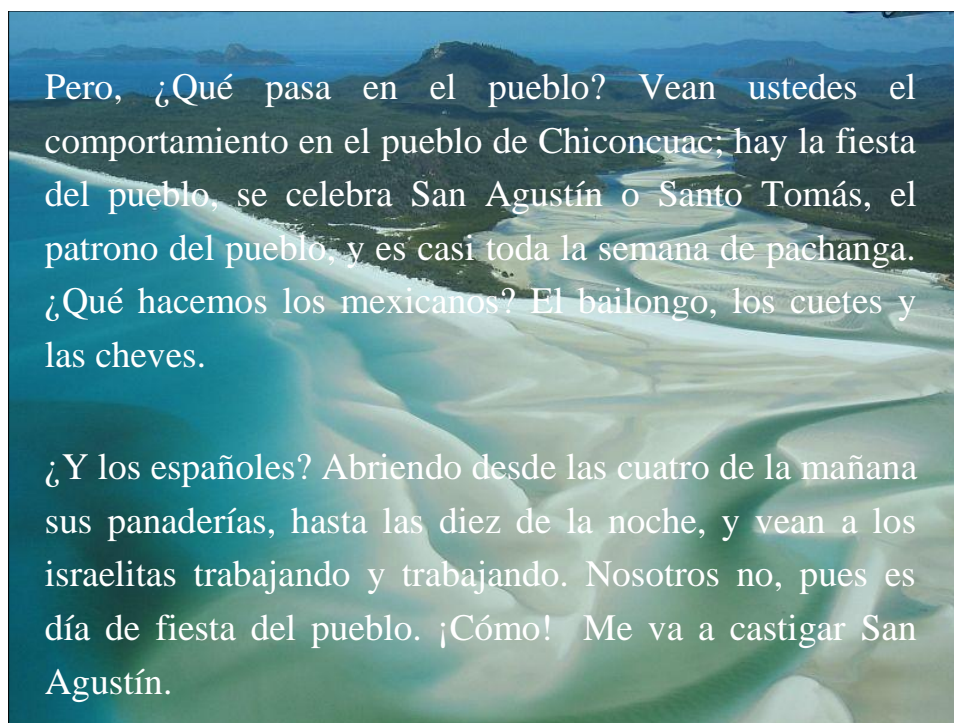 Pero, ¿Qué pasa en el pueblo? Vean ustedes el
comportamiento en el pueblo de Chiconcuac; hay la fiesta
del pueblo, se celebra San Agustín o Santo Tomás, el
patrono del pueblo, y es casi toda la semana de pachanga.
¿Qué hacemos los mexicanos? El bailongo, los cuetes y
las cheves.
¿Y los españoles? Abriendo desde las cuatro de la mañana
sus panaderías, hasta las diez de la noche, y vean a los
israelitas trabajando y trabajando. Nosotros no, pues es
día de fiesta del pueblo. ¡Cómo! Me va a castigar San
Agustín.